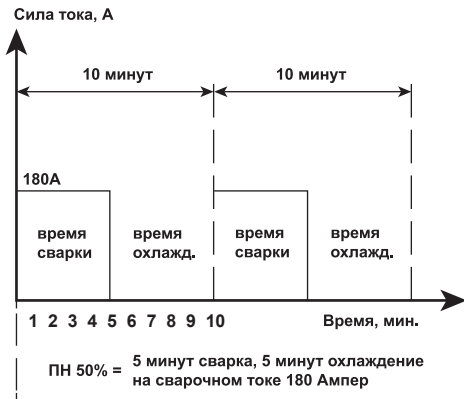 Сила тока, А
10 минут 10 минут
180А
время сварки
время охлажд.
время сварки
время охлажд.
1 2 3 4 5 6 7 8 9 10 Время, мин.
ПН 50% = 5 минут сварка, 5 минут охлаждение
на сварочном токе 180 Ампер